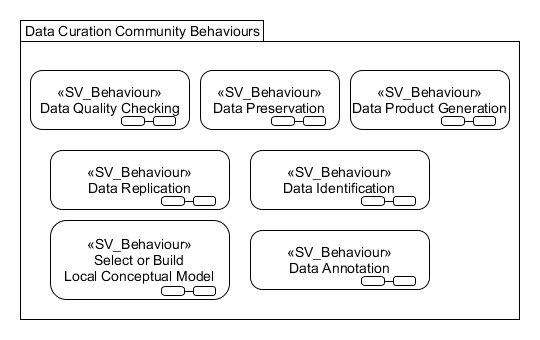 Data Curation Community Behaviours
«SV_Behaviour»
Data Quality Checking
«SV_Behaviour»
Data Preservation
«SV_Behaviour»
Data Product Generation
«SV_Behaviour»
Data Replication
«SV_Behaviour»
Data Identification
«SV_Behaviour»
Select or Build
Local Conceptual Model
«SV_Behaviour»
Data Annotation